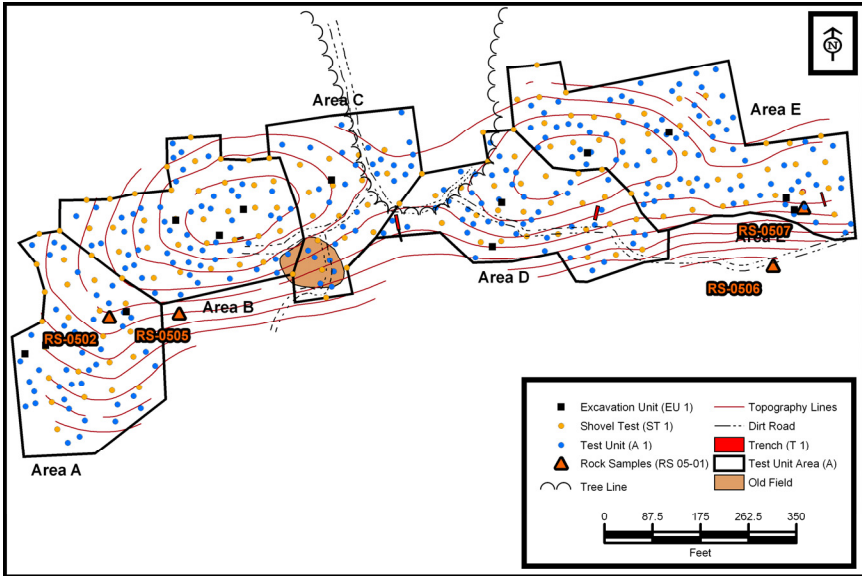 N
Area C
Area E
RS-0507
RS-0506
Area D
Area B
RS-0502
RS-0505
Area A
Excavation Unit (EU 1)
Shovel Test (ST 1)
Test Unit (A 1)
Rock Samples (RS 05-01)
Tree Line
Topography Lines
Dirt Road
Trench (T 1)
Test Unit Area (A)
Old Field
0 87.5 175 262.5 350
Feet